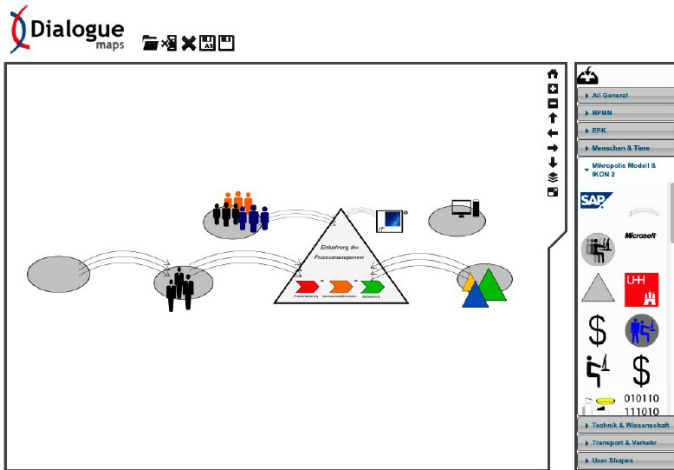 Dialogue
maps
All
All General
BPMN
EPK
Menschen & Tiere
Mikropolis Modell &
IKON 2
SAP
Microsoft
UHH
$
$
010110
111010
Technik & Wissenschaft
Transport & Verkehr
User Shapes
Einführung des
Prozessmanagement